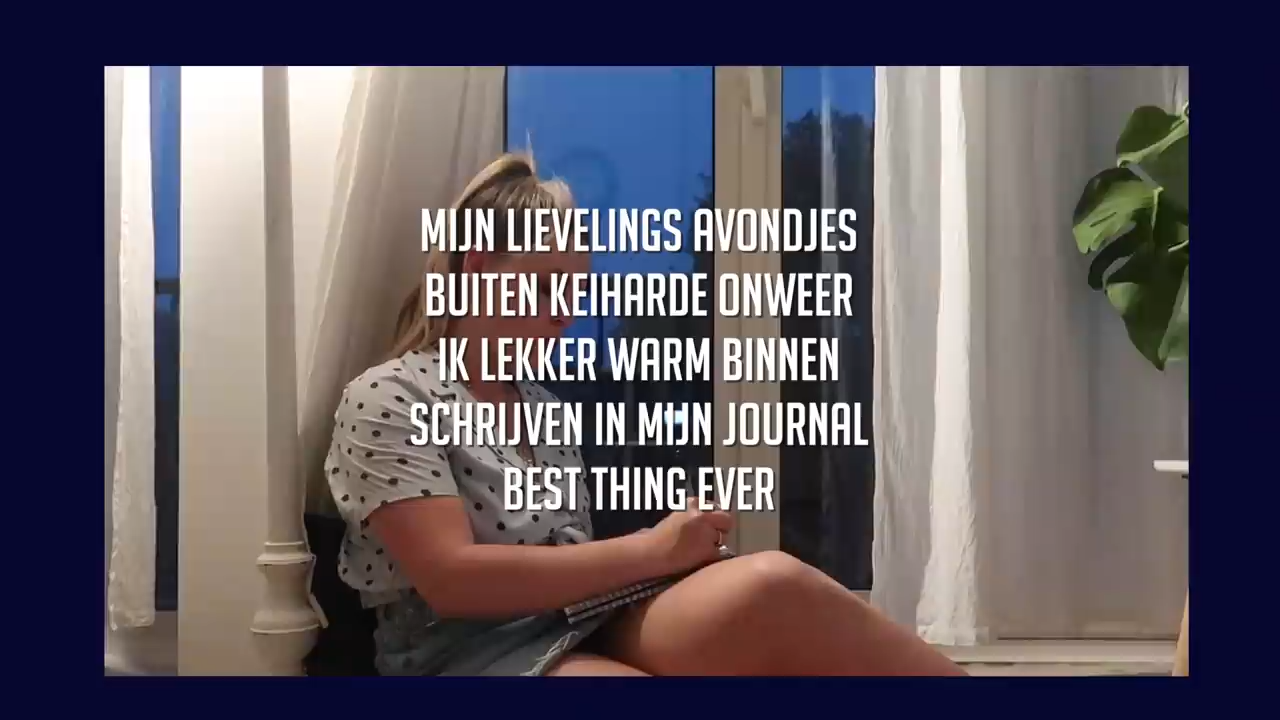 MIJN LIEVELINGS AVONDJES
BUITEN KEIHARDE ONWEER
IK LEKKER WARM BINNEN
SCHRIJVEN IN MIJN JOURNAL
BEST THING EVER